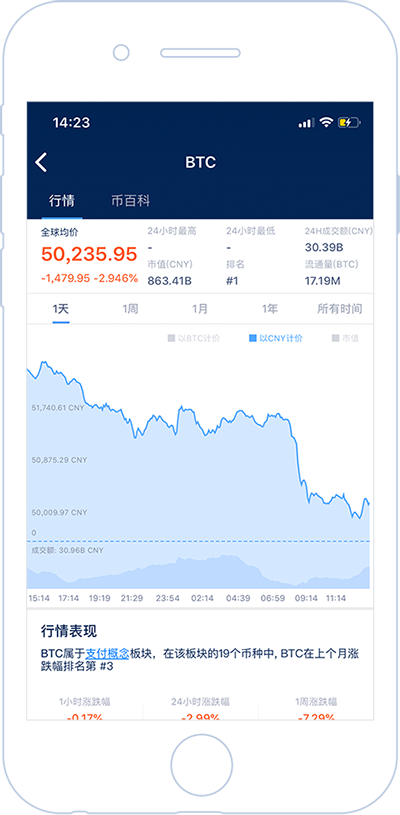 14:23
BTC
行情 币百科
全球均价 24小时最高 24小时最低 24H成交额(CNY)
50,235.95 - - 30.39B
市值(CNY) 排名 流通量(BTC)
-1,479.95 -2.946% 863.41B #1 17.19M
1天 1周 1月 1年 所有时间
以BTC计价 以CNY计价 市值
51,740.61 CNY
50,875.29 CNY
50,009.97 CNY
0
成交额: 30.96B CNY
15:14 17:14 19:19 21:29 23:54 02:14 04:39 06:59 09:14 11:14
行情表现
BTC属于支付概念板块，在该板块的19个币种中, BTC在上个月涨
跌幅排名第 #3
1小时涨跌幅 24小时涨跌幅 1周涨跌幅
-0.17% -2.99% -7.29%